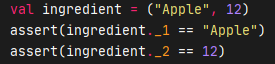 val ingredient = ("Apple", 12)
assert(ingredient._1 == "Apple")
assert(ingredient._2 == 12)